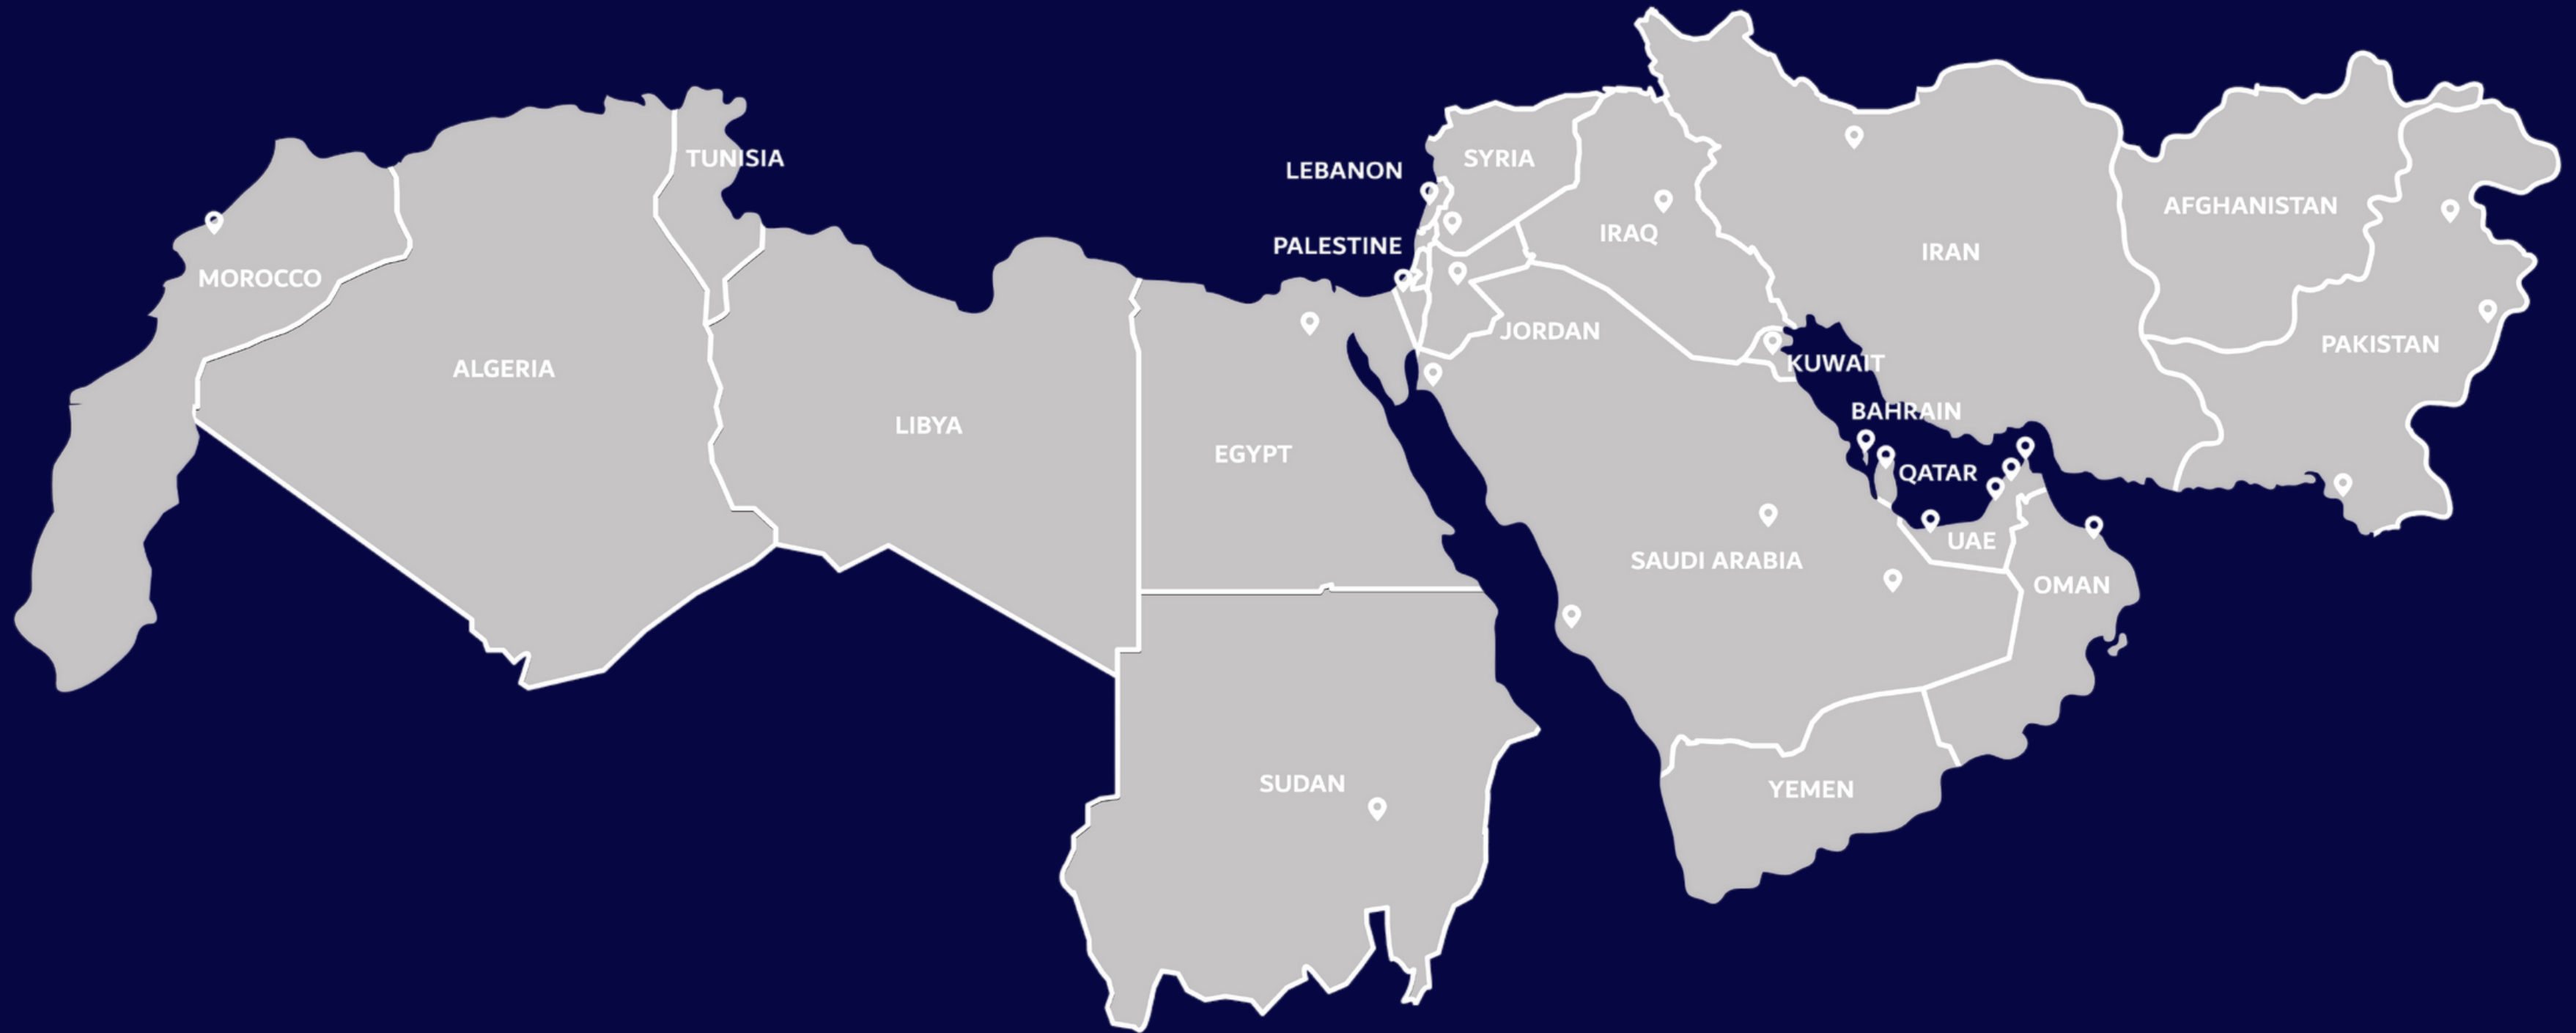 TUNISIA
LEBANON
SYRIA
AFGHANISTAN
IRAQ
PALESTINE
IRAN
MOROCCO
JORDAN
PAKISTAN
KUWAIT
ALGERIA
BAHRAIN
LIBYA
EGYPT
QATAR
UAE
SAUDI ARABIA
OMAN
SUDAN
YEMEN